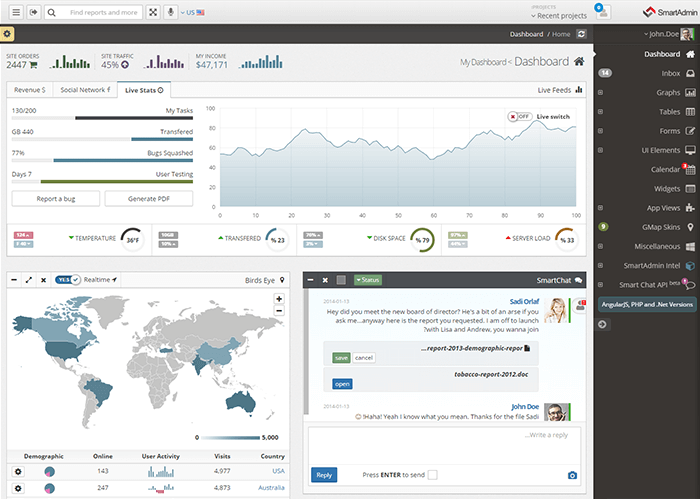 Find reports and more
US
PROJECTS
Recent projects
0
SmartAdmin
Dashboard / Home
John.Doe
SITE ORDERS
2447
SITE TRAFFIC
45%
MY INCOME
$47,171
My Dashboard < Dashboard
Revenue $
Social Network f
Live Stats
Live Feeds
130/200 My Tasks
GB 440 Transfered
77% Bugs Squashed
Days 7 User Testing
Report a bug
Generate PDF
OFF
Live switch
100
80
60
40
20
0
0 10 20 30 40 50 60 70 80 90 100
TEMPERATURE
36°F
10GB
10%
TRANSFERED
% 23
DISK SPACE
% 79
SERVER LOAD
% 33
YES
Realtime
Birds Eye
+
−
0 5,000
Demographic Online User Activity Visits Country
143 4,977 USA
247 4,873 Australia
Status
SmartChat
2014-01-13
Sadi Orlaf
Hey did you meet the new board of director? He's a bit of an arse if you
ask me...anyway here is the report you requested. I am off to launch
?with Lisa and Andrew, you wanna join
...report-2013-demographic-repor
save cancel
tobacco-report-2012.doc
open
2014-01-13
John Doe
!Haha! Yeah I know what you mean. Thanks for the file Sadi
...Write a reply
Reply
Press ENTER to send
Dashboard
14 Inbox
Graphs
Tables
Forms
UI Elements
Calendar 3
Widgets
App Views
9 GMap Skins
Miscellaneous
SmartAdmin Intel
Smart Chat API beta
AngularJS, PHP and .Net Versions